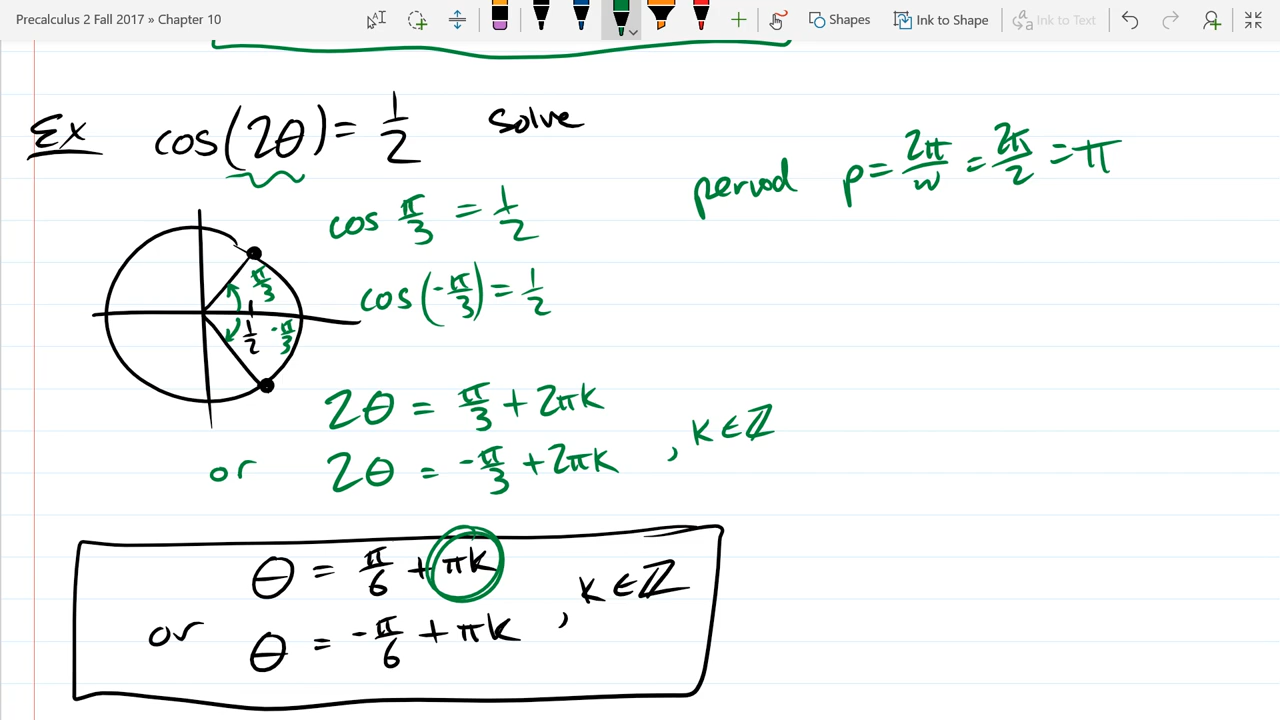 Precalculus 2 Fall 2017 » Chapter 10
Shapes
Ink to Shape
Ink to Text
Ex cos(2θ) = 1/2 solve
period p = 2π/w = 2π/2 = π
cos π/3 = 1/2
cos(-π/3) = 1/2
π/3
1/2 -π/3
2θ = π/3 + 2πk
or 2θ = -π/3 + 2πk , k ∈ ℤ
θ = π/6 + πk
or θ = -π/6 + πk , k ∈ ℤ